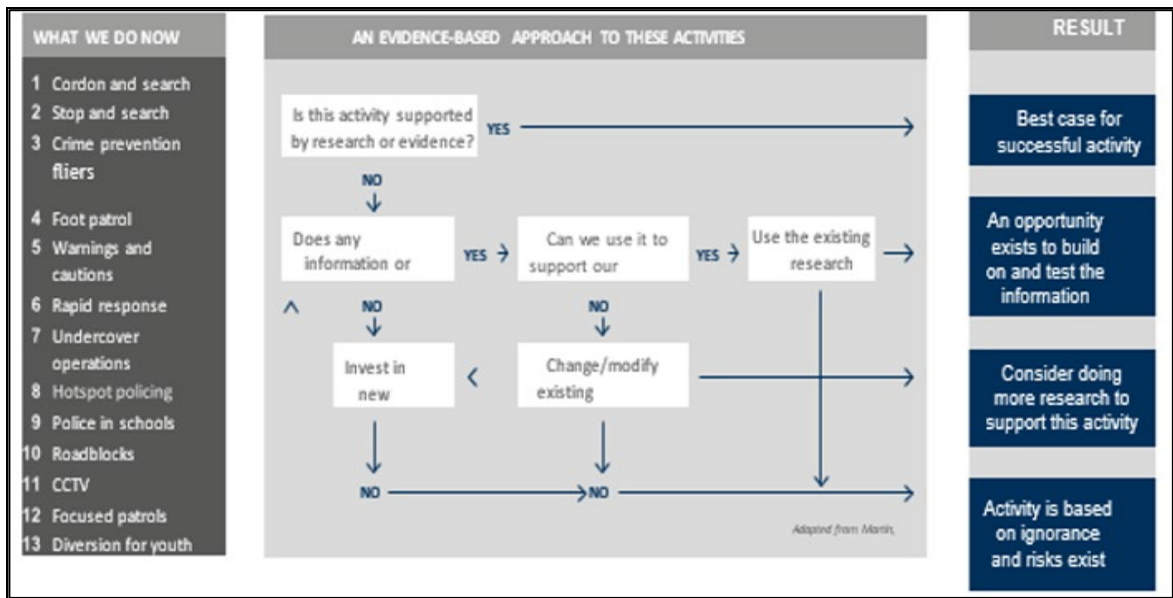 WHAT WE DO NOW
1 Cordon and search
2 Stop and search
3 Crime prevention
fliers
4 Foot patrol
5 Warnings and
cautions
6 Rapid response
7 Undercover
operations
8 Hotspot policing
9 Police in schools
10 Roadblocks
11 CCTV
12 Focused patrols
13 Diversion for youth
AN EVIDENCE-BASED APPROACH TO THESE ACTIVITIES
Is this activity supported
by research or evidence?
YES
NO
Does any
information or
YES
Can we use it to
support our
YES
Use the existing
research
NO
NO
Invest in
new
Change/modify
existing
NO
NO
Adapted from Martin,
RESULT
Best case for
successful activity
An opportunity
exists to build
on and test the
information
Consider doing
more research to
support this activity
Activity is based
on ignorance
and risks exist